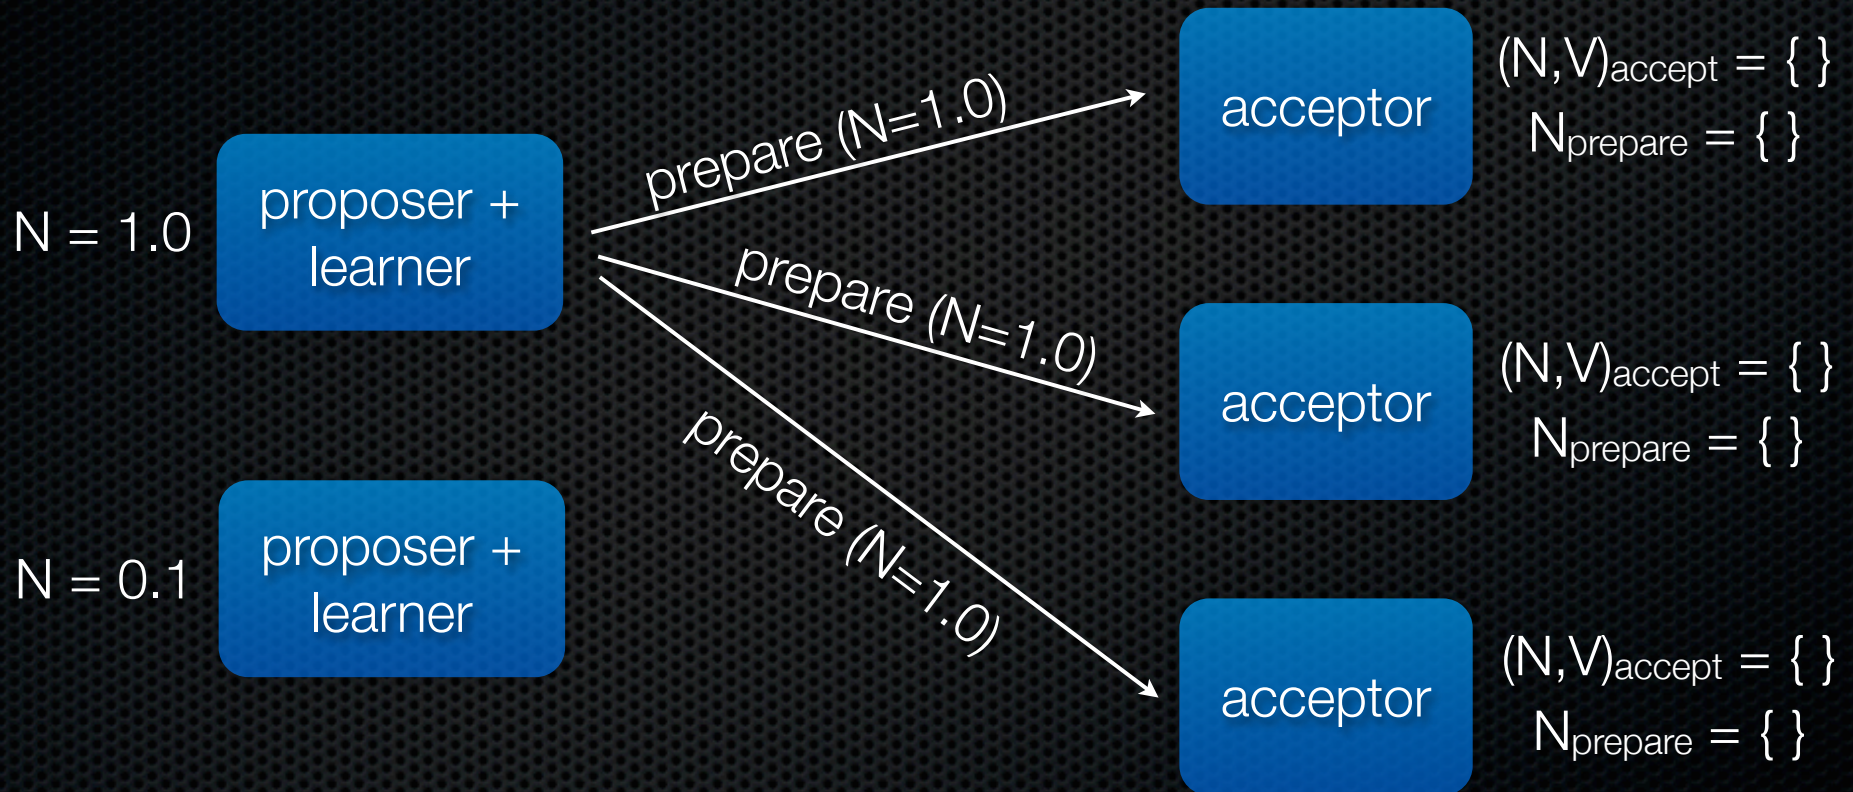 N = 1.0
proposer +
learner
N = 0.1
proposer +
learner
prepare (N=1.0)
prepare (N=1.0)
prepare (N=1.0)
acceptor
(N,V)accept = { }
Nprepare = { }
acceptor
(N,V)accept = { }
Nprepare = { }
acceptor
(N,V)accept = { }
Nprepare = { }